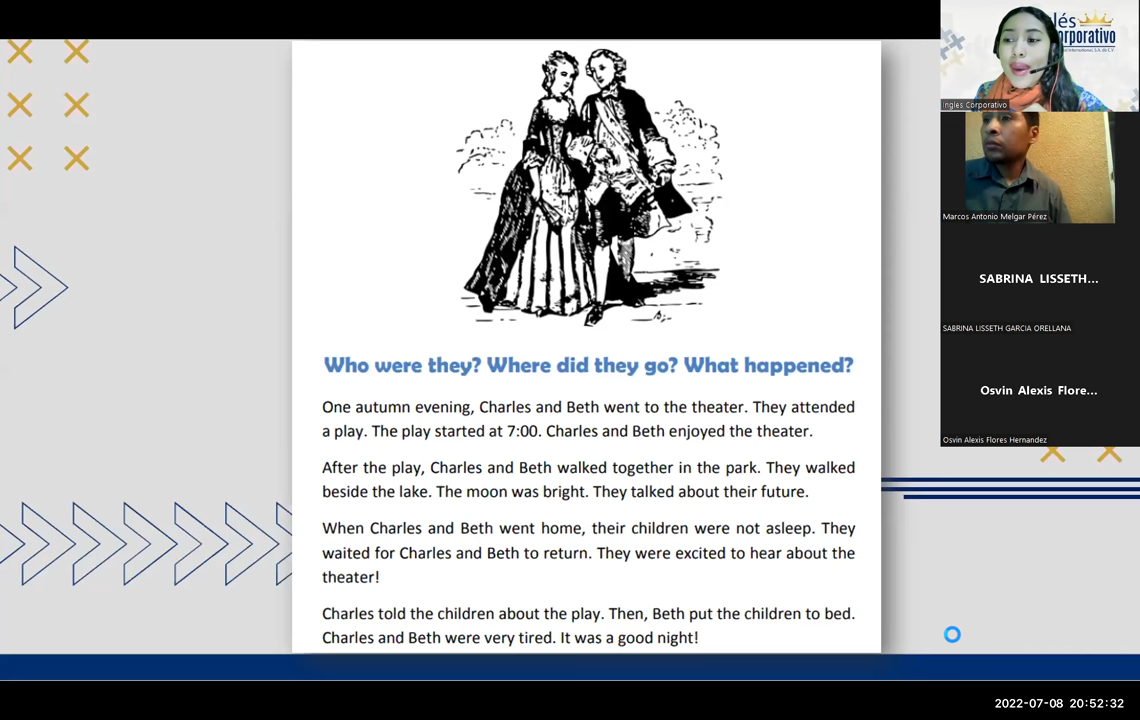 lés
orporativo
Ingles Corporativo
Marcos Antonio Melgar Pérez
SABRINA LISSETH...
SABRINA LISSETH GARCIA ORELLANA
Osvin Alexis Flore...
Osvin Alexis Flores Hernandez
Who were they? Where did they go? What happened?
One autumn evening, Charles and Beth went to the theater. They attended
a play. The play started at 7:00. Charles and Beth enjoyed the theater.
After the play, Charles and Beth walked together in the park. They walked
beside the lake. The moon was bright. They talked about their future.
When Charles and Beth went home, their children were not asleep. They
waited for Charles and Beth to return. They were excited to hear about the
theater!
Charles told the children about the play. Then, Beth put the children to bed.
Charles and Beth were very tired. It was a good night!
2022-07-08 20:52:32